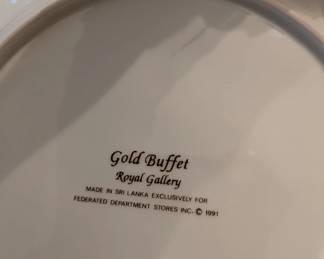 Gold Buffet
Royal Gallery
MADE IN SRI LANKA EXCLUSIVELY FOR
FEDERATED DEPARTMENT STORES INC. © 1991